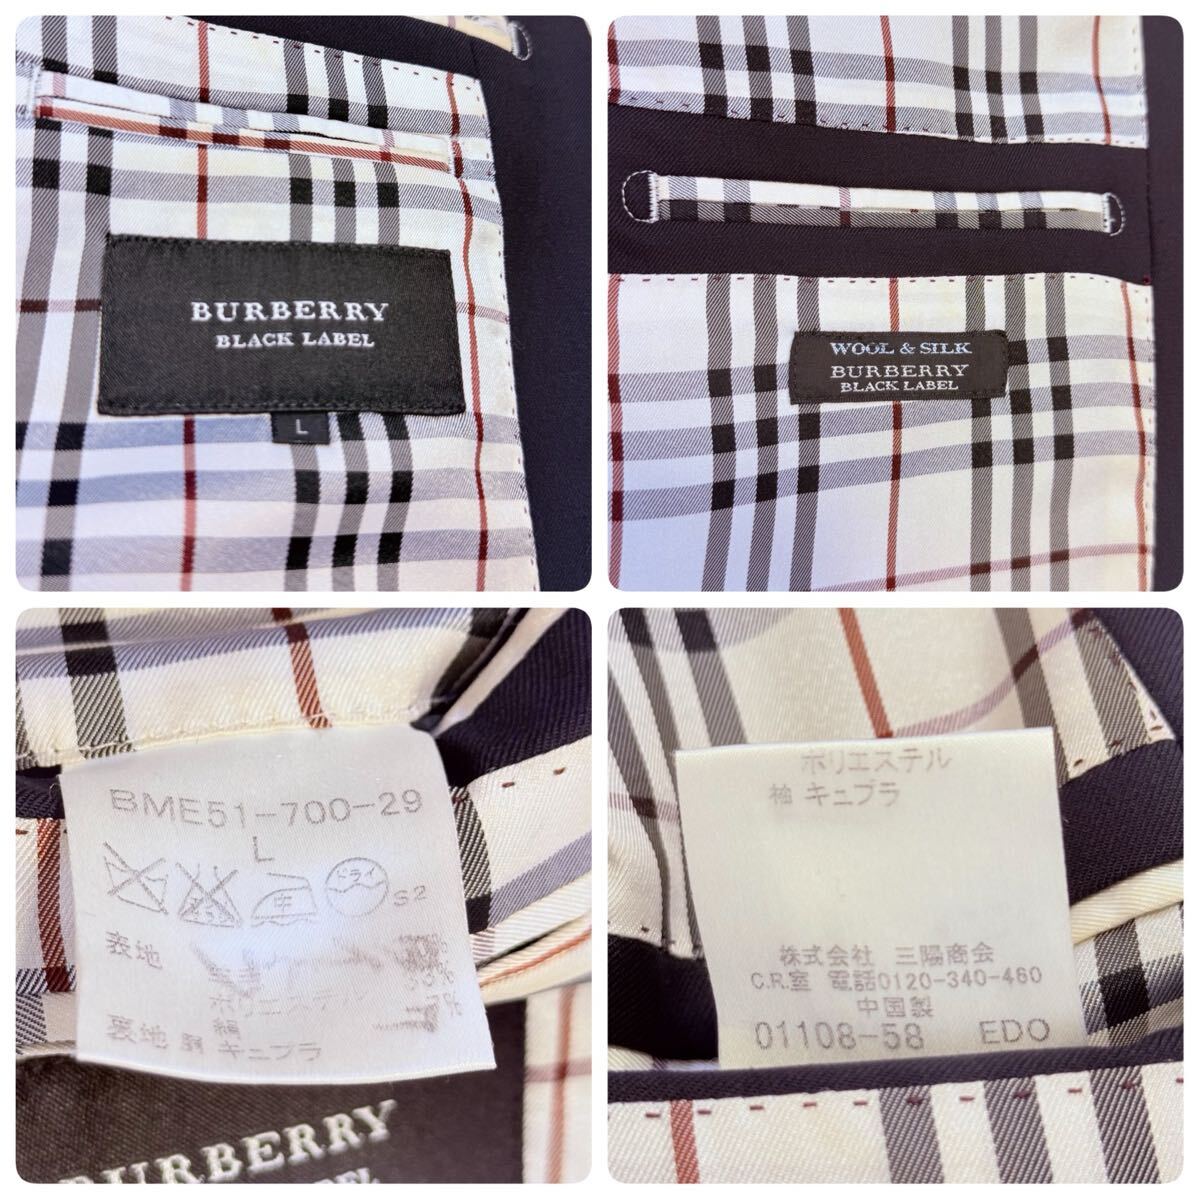 BURBERRY
BLACK LABEL
L
WOOL & SILK
BURBERRY
BLACK LABEL
BME51-700-29
L
中
ドライ
S2
表地
ポリエステル
絹
裏地 胴 キュプラ
BURBERRY
LABEL
ポリエステル
袖 キュプラ
株式会社 三陽商会
C.R.室 電話0120-340-460
中国製
01108-58 EDO